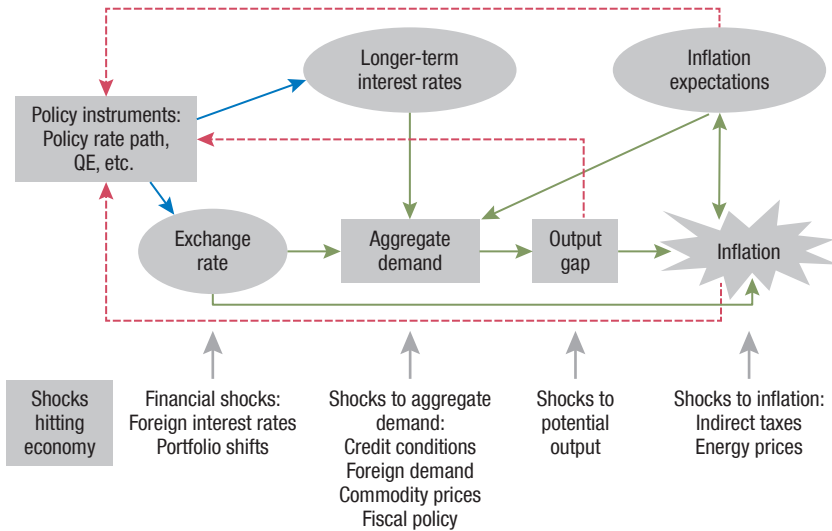 Longer-term
interest rates
Inflation
expectations
Policy instruments:
Policy rate path,
QE, etc.
Exchange
rate
Aggregate
demand
Output
gap
Inflation
Shocks
hitting
economy
Financial shocks:
Foreign interest rates
Portfolio shifts
Shocks to aggregate
demand:
Credit conditions
Foreign demand
Commodity prices
Fiscal policy
Shocks to
potential
output
Shocks to inflation:
Indirect taxes
Energy prices